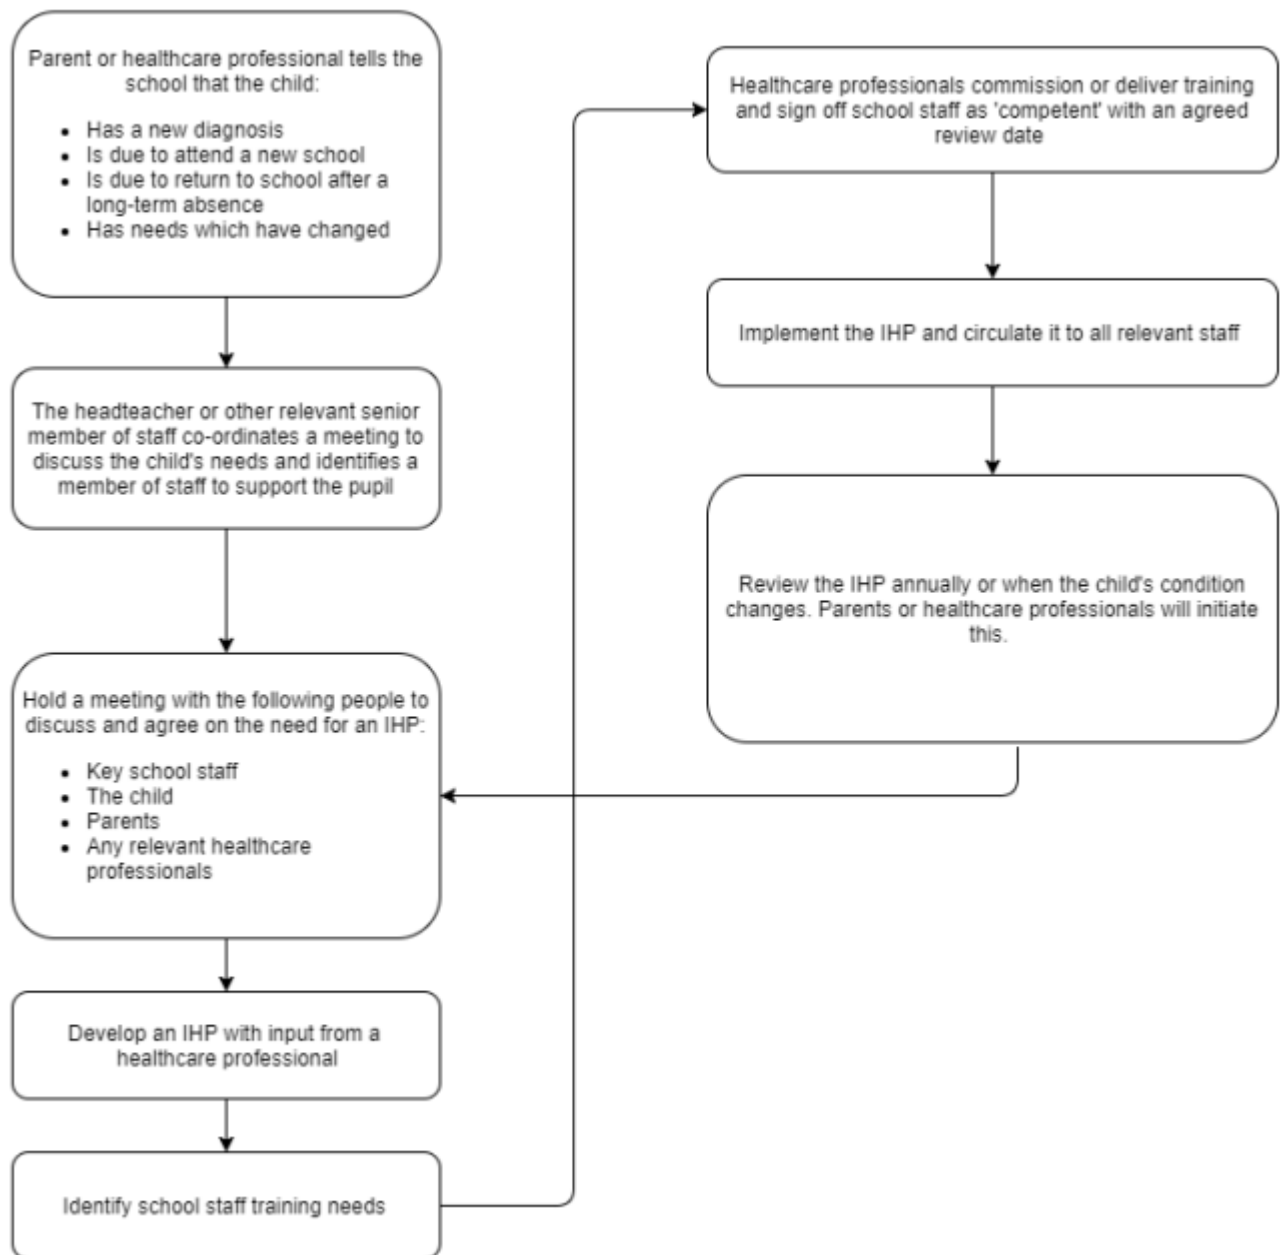 Parent or healthcare professional tells the
school that the child:
• Has a new diagnosis
• Is due to attend a new school
• Is due to return to school after a
long-term absence
• Has needs which have changed
The headteacher or other relevant senior
member of staff co-ordinates a meeting to
discuss the child's needs and identifies a
member of staff to support the pupil
Hold a meeting with the following people to
discuss and agree on the need for an IHP:
• Key school staff
• The child
• Parents
• Any relevant healthcare
professionals
Develop an IHP with input from a
healthcare professional
Identify school staff training needs
Healthcare professionals commission or deliver training
and sign off school staff as 'competent' with an agreed
review date
Implement the IHP and circulate it to all relevant staff
Review the IHP annually or when the child's condition
changes. Parents or healthcare professionals will initiate
this.